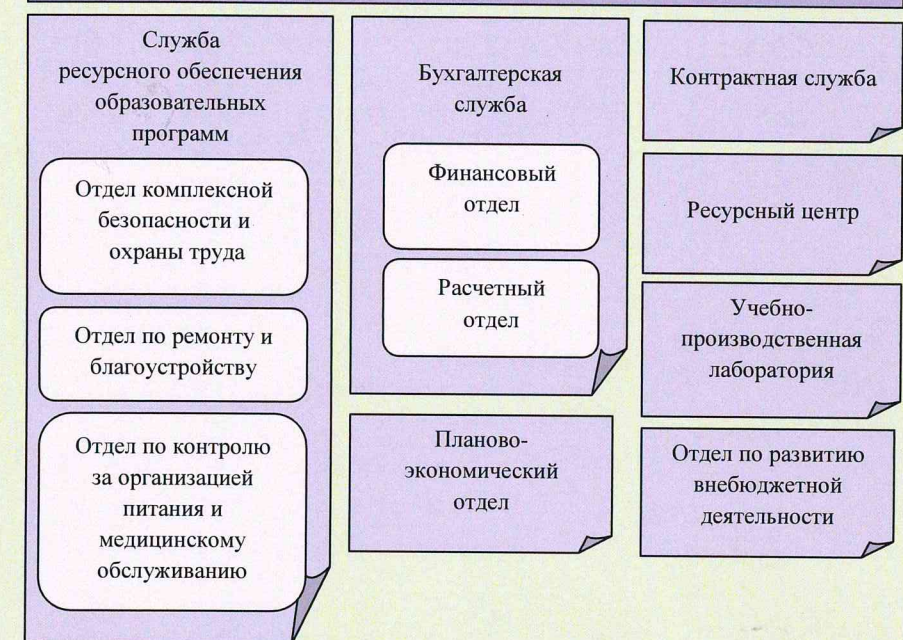 Служба
ресурсного обеспечения
образовательных
программ
Отдел комплексной
безопасности и
охраны труда
Отдел по ремонту и
благоустройству
Отдел по контролю
за организацией
питания и
медицинскому
обслуживанию
Бухгалтерская
служба
Финансовый
отдел
Расчетный
отдел
Планово-
экономический
отдел
Контрактная служба
Ресурсный центр
Учебно-
производственная
лаборатория
Отдел по развитию
внебюджетной
деятельности